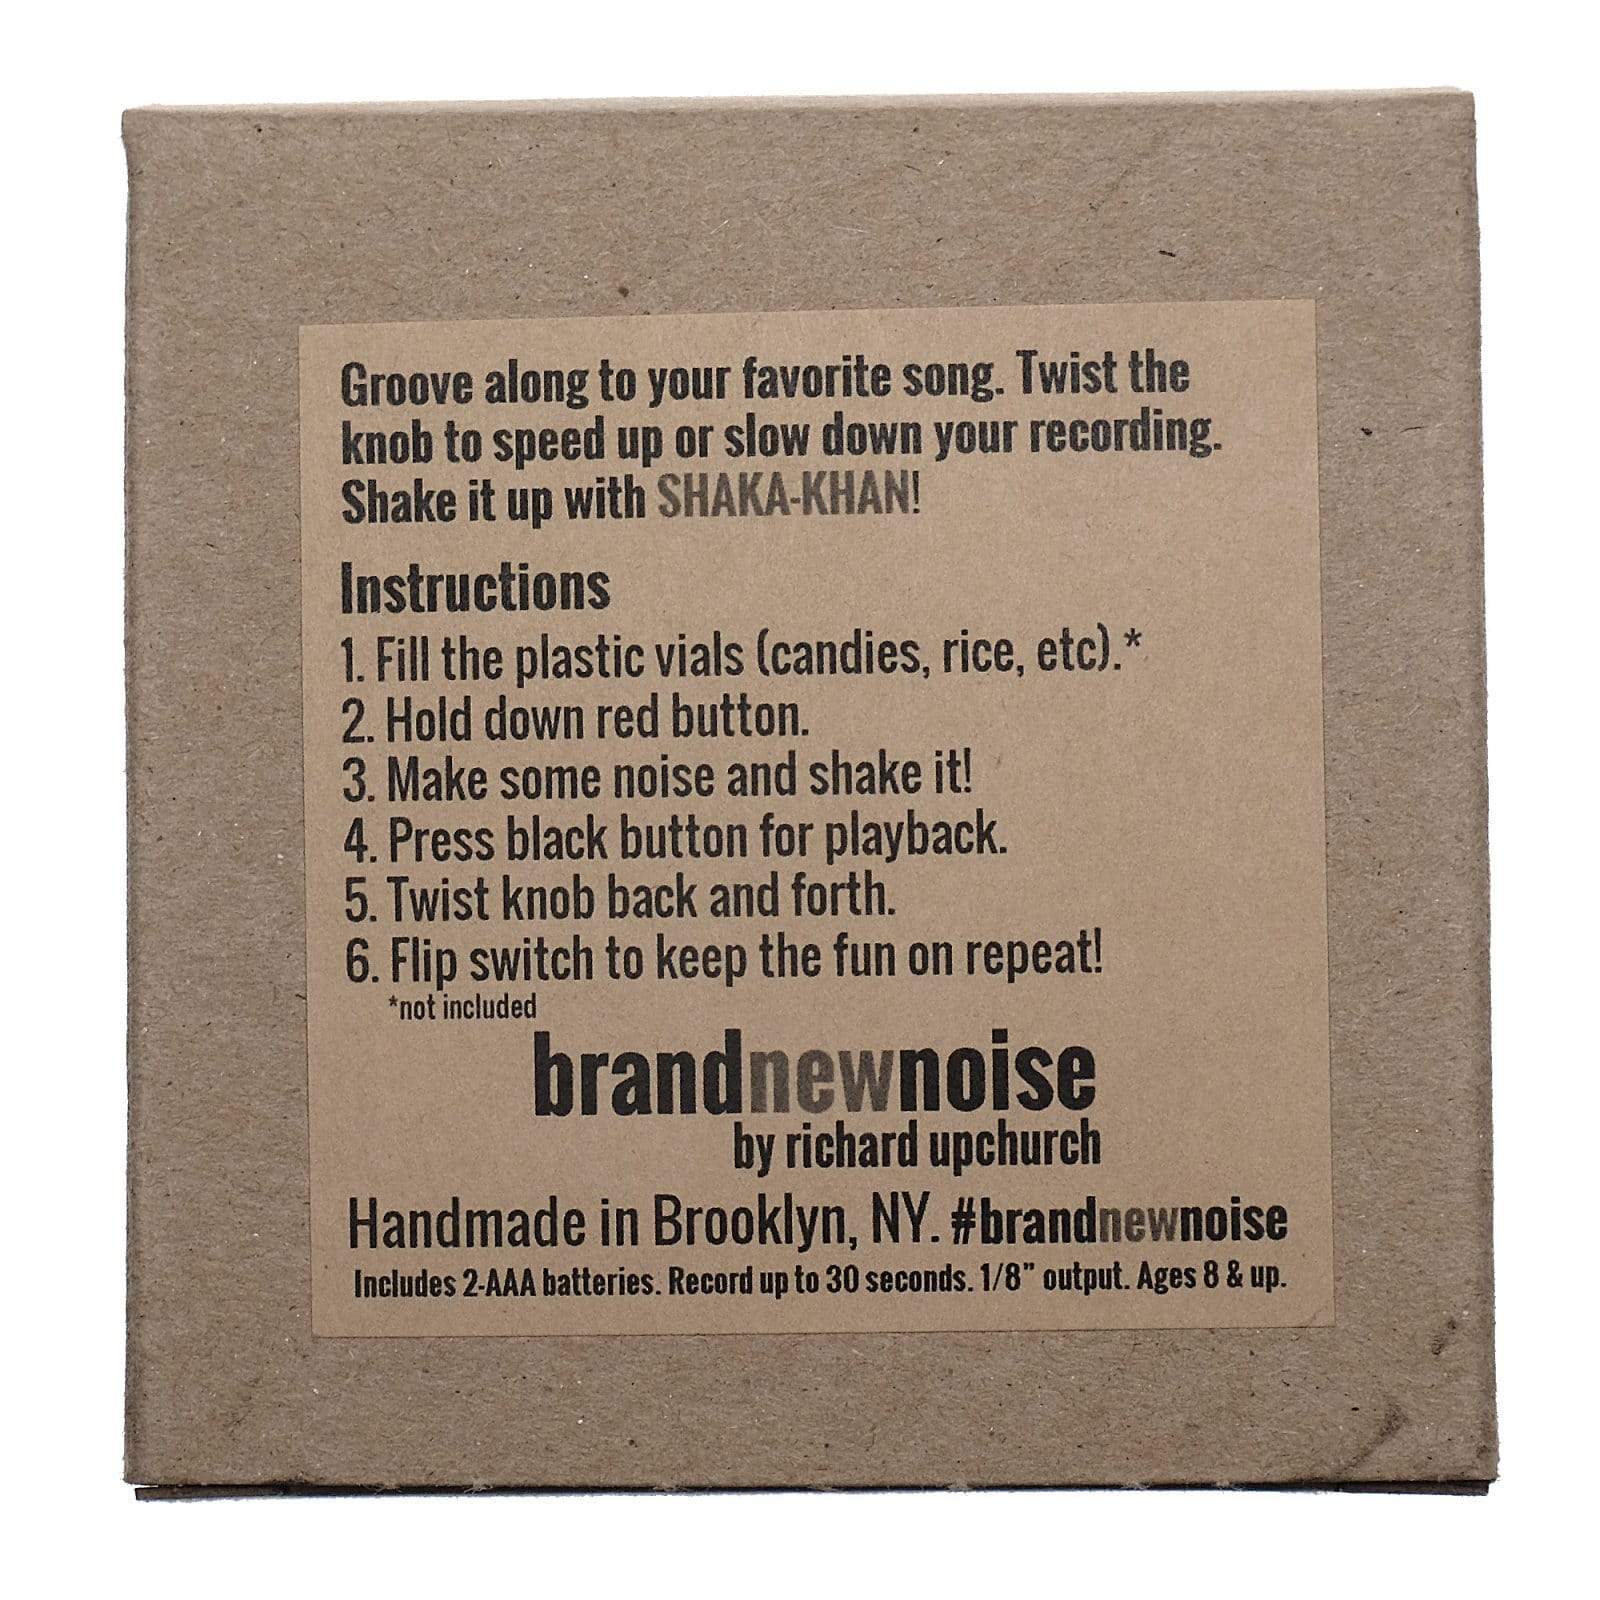 Groove along to your favorite song. Twist the
knob to speed up or slow down your recording.
Shake it up with SHAKA-KHAN!
Instructions
1. Fill the plastic vials (candies, rice, etc).*
2. Hold down red button.
3. Make some noise and shake it!
4. Press black button for playback.
5. Twist knob back and forth.
6. Flip switch to keep the fun on repeat!
*not included
brandnewnoise
by richard upchurch
Handmade in Brooklyn, NY. #brandnewnoise
Includes 2-AAA batteries. Record up to 30 seconds. 1/8” output. Ages 8 & up.